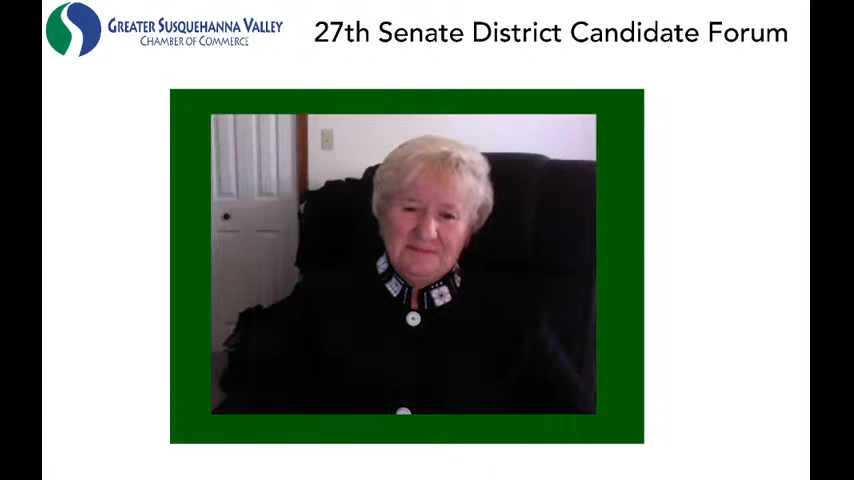 GREATER SUSQUEHANNA VALLEY
CHAMBER OF COMMERCE
27th Senate District Candidate Forum